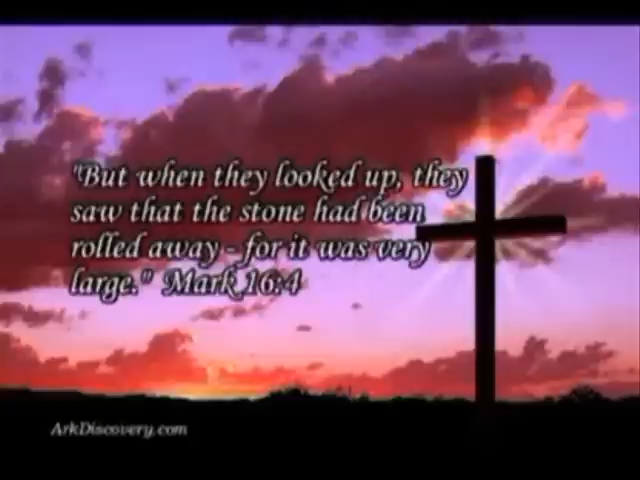 "But when they looked up, they
saw that the stone had been
rolled away - for it was very
large." Mark 16:4
ArkDiscovery.com